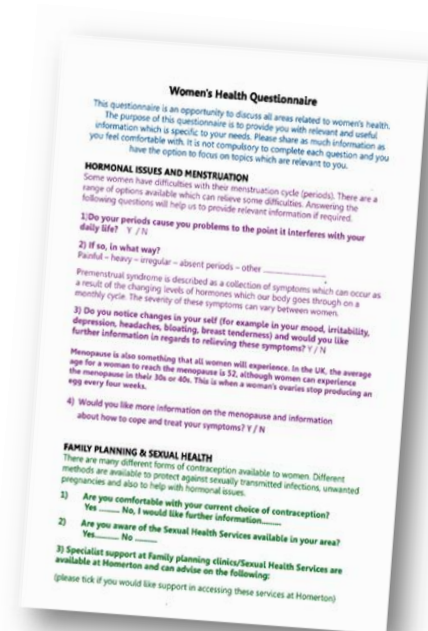 Women's Health Questionnaire
This questionnaire is an opportunity to discuss all areas related to women's health.
The purpose of this questionnaire is to provide you with relevant and useful
information which is specific to your needs. Please share as much information as
you feel comfortable with. It is not compulsory to complete each question and you
have the option to focus on topics which are relevant to you.
HORMONAL ISSUES AND MENSTRUATION
Some women have difficulties with their menstruation cycle (periods). There are a
range of options available which can relieve some difficulties. Answering the
following questions will help us to provide relevant information if required.
1)Do your periods cause you problems to the point it interferes with your
daily life? Y / N
2) If so, in what way?
Painful – heavy – irregular – absent periods – other ____________
Premenstrual syndrome is described as a collection of symptoms which can occur as
a result of the changing levels of hormones which our body goes through on a
monthly cycle. The severity of these symptoms can vary between women.
3) Do you notice changes in your self (for example in your mood, irritability,
depression, headaches, bloating, breast tenderness) and would you like
further information in regards to relieving these symptoms? Y / N
Menopause is also something that all women will experience. In the UK, the average
age for a woman to reach the menopause is 52, although women can experience
the menopause in their 30s or 40s. This is when a woman's ovaries stop producing an
egg every four weeks.
4) Would you like more information on the menopause and information
about how to cope and treat your symptoms? Y / N
FAMILY PLANNING & SEXUAL HEALTH
There are many different forms of contraception available to women. Different
methods are available to protect against sexually transmitted infections, unwanted
pregnancies and also to help with hormonal issues.
1) Are you comfortable with your current choice of contraception?
Yes ____ No, I would like further information____
2) Are you aware of the Sexual Health Services available in your area?
Yes____ No ____
3) Specialist support at Family planning clinics/Sexual Health Services are
available at Homerton and can advise on the following:
(please tick if you would like support in accessing these services at Homerton)